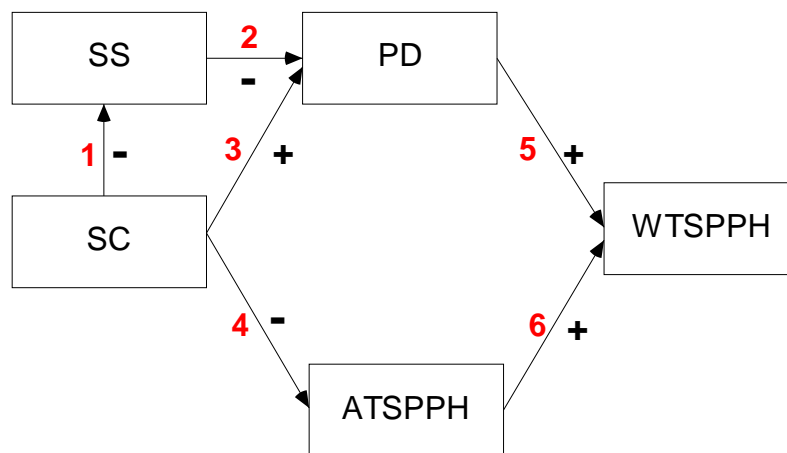 2
SS
PD
-
1
-
3
+
5
+
SC
WTSPPH
4
-
6
+
ATSPPH